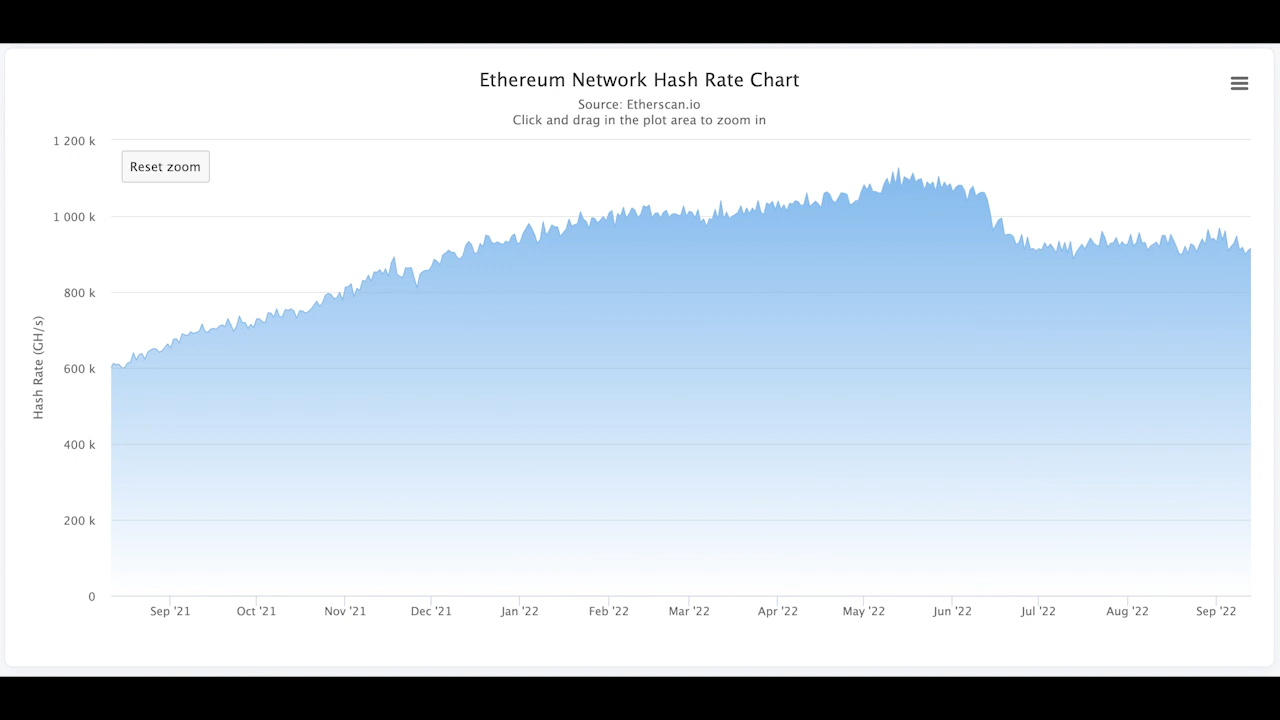 Ethereum Network Hash Rate Chart
Source: Etherscan.io
Click and drag in the plot area to zoom in
Reset zoom
Hash Rate (GH/s)
1 200 k
1 000 k
800 k
600 k
400 k
200 k
0
Sep '21 Oct '21 Nov '21 Dec '21 Jan '22 Feb '22 Mar '22 Apr '22 May '22 Jun '22 Jul '22 Aug '22 Sep '22